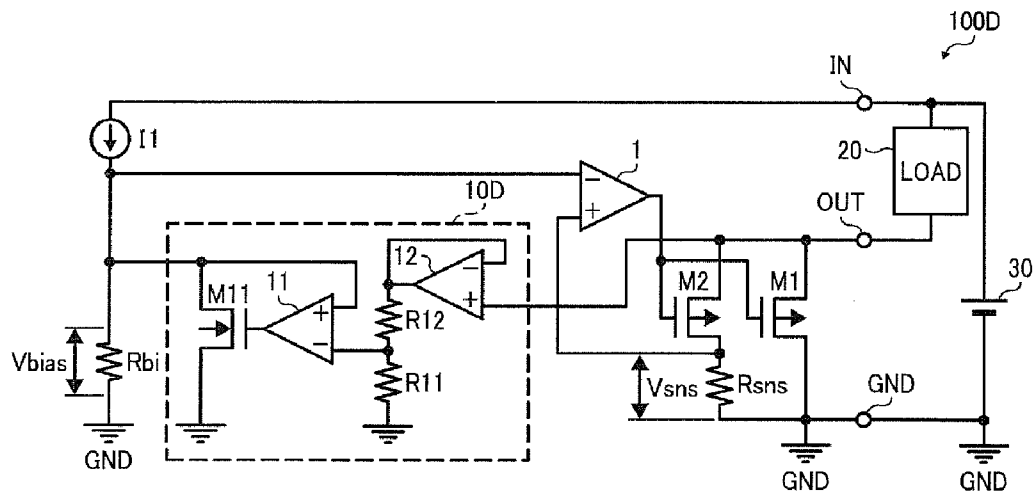 100D
IN
I1
20
LOAD
1
−
+
10D
OUT
12
−
+
M11
11
+
−
R12
M2
M1
30
Vbias
Rbi
R11
Vsns
Rsns
GND
GND
GND
GND